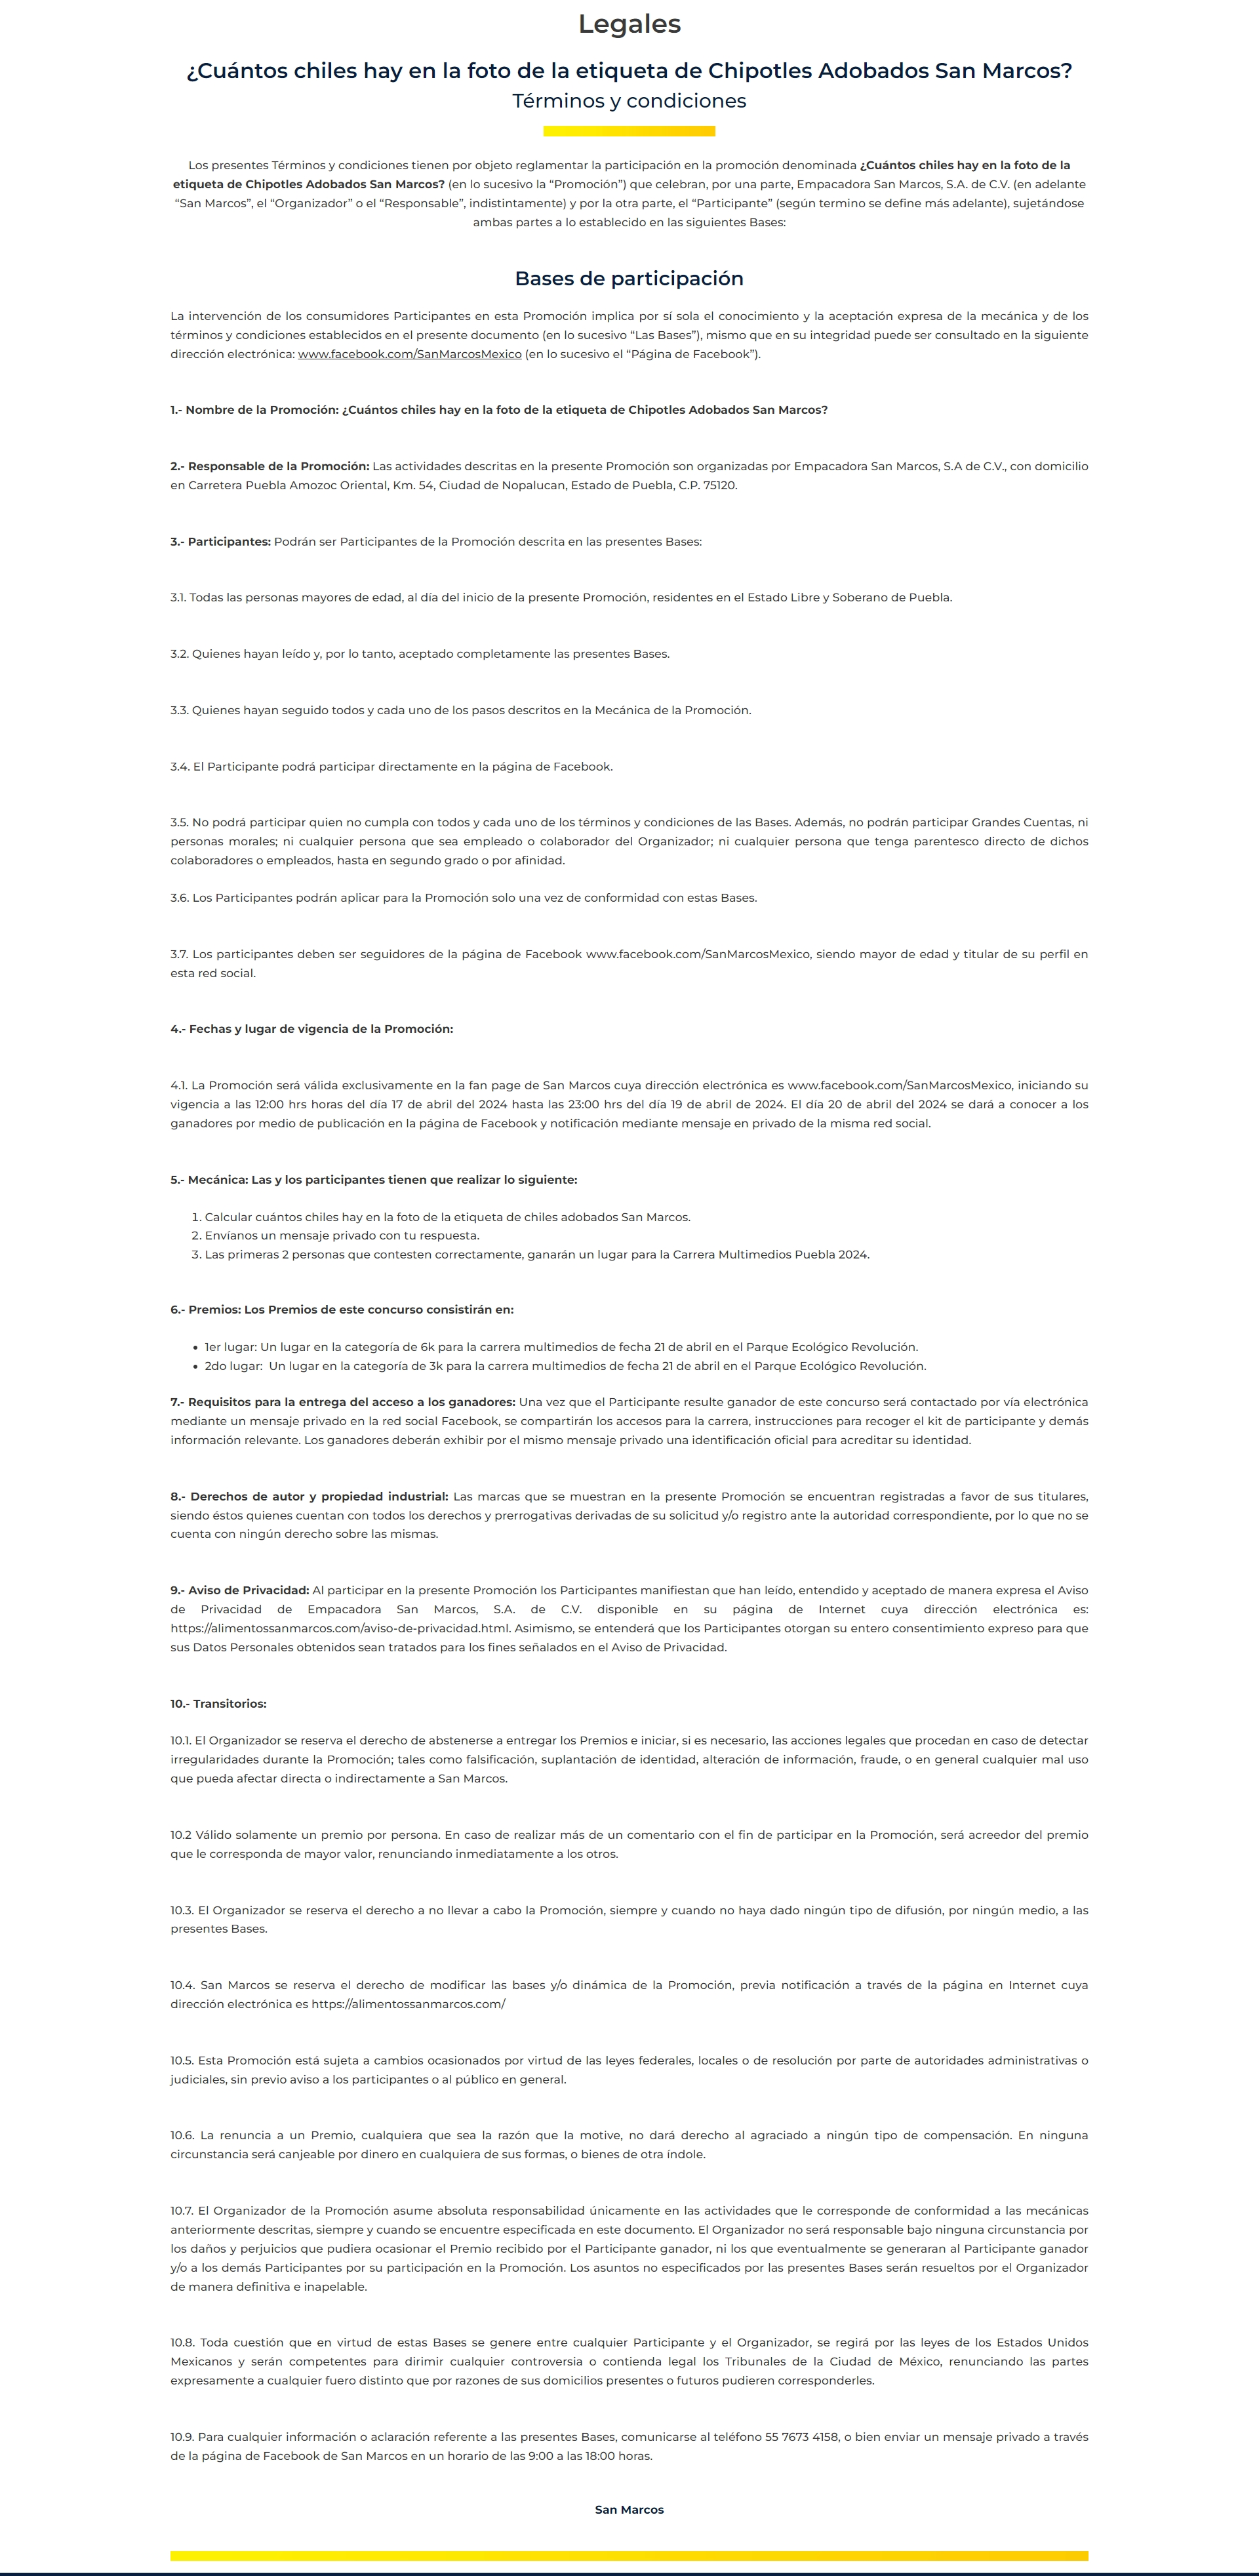 Legales
¿Cuántos chiles hay en la foto de la etiqueta de Chipotles Adobados San Marcos?
Términos y condiciones
Los presentes Términos y condiciones tienen por objeto reglamentar la participación en la promoción denominada ¿Cuántos chiles hay en la foto de la
etiqueta de Chipotles Adobados San Marcos? (en lo sucesivo la “Promoción”) que celebran, por una parte, Empacadora San Marcos, S.A. de C.V. (en adelante
“San Marcos”, el “Organizador” o el “Responsable”, indistintamente) y por la otra parte, el “Participante” (según termino se define más adelante), sujetándose
ambas partes a lo establecido en las siguientes Bases:
Bases de participación
La intervención de los consumidores Participantes en esta Promoción implica por sí sola el conocimiento y la aceptación expresa de la mecánica y de los
términos y condiciones establecidos en el presente documento (en lo sucesivo “Las Bases”), mismo que en su integridad puede ser consultado en la siguiente
dirección electrónica: www.facebook.com/SanMarcosMexico (en lo sucesivo el “Página de Facebook”).
1.- Nombre de la Promoción: ¿Cuántos chiles hay en la foto de la etiqueta de Chipotles Adobados San Marcos?
2.- Responsable de la Promoción: Las actividades descritas en la presente Promoción son organizadas por Empacadora San Marcos, S.A de C.V., con domicilio
en Carretera Puebla Amozoc Oriental, Km. 54, Ciudad de Nopalucan, Estado de Puebla, C.P. 75120.
3.- Participantes: Podrán ser Participantes de la Promoción descrita en las presentes Bases:
3.1. Todas las personas mayores de edad, al día del inicio de la presente Promoción, residentes en el Estado Libre y Soberano de Puebla.
3.2. Quienes hayan leído y, por lo tanto, aceptado completamente las presentes Bases.
3.3. Quienes hayan seguido todos y cada uno de los pasos descritos en la Mecánica de la Promoción.
3.4. El Participante podrá participar directamente en la página de Facebook.
3.5. No podrá participar quien no cumpla con todos y cada uno de los términos y condiciones de las Bases. Además, no podrán participar Grandes Cuentas, ni
personas morales; ni cualquier persona que sea empleado o colaborador del Organizador; ni cualquier persona que tenga parentesco directo de dichos
colaboradores o empleados, hasta en segundo grado o por afinidad.
3.6. Los Participantes podrán aplicar para la Promoción solo una vez de conformidad con estas Bases.
3.7. Los participantes deben ser seguidores de la página de Facebook www.facebook.com/SanMarcosMexico, siendo mayor de edad y titular de su perfil en
esta red social.
4.- Fechas y lugar de vigencia de la Promoción:
4.1. La Promoción será válida exclusivamente en la fan page de San Marcos cuya dirección electrónica es www.facebook.com/SanMarcosMexico, iniciando su
vigencia a las 12:00 hrs horas del día 17 de abril del 2024 hasta las 23:00 hrs del día 19 de abril de 2024. El día 20 de abril del 2024 se dará a conocer a los
ganadores por medio de publicación en la página de Facebook y notificación mediante mensaje en privado de la misma red social.
5.- Mecánica: Las y los participantes tienen que realizar lo siguiente:
1. Calcular cuántos chiles hay en la foto de la etiqueta de chiles adobados San Marcos.
2. Envíanos un mensaje privado con tu respuesta.
3. Las primeras 2 personas que contesten correctamente, ganarán un lugar para la Carrera Multimedios Puebla 2024.
6.- Premios: Los Premios de este concurso consistirán en:
• 1er lugar: Un lugar en la categoría de 6k para la carrera multimedios de fecha 21 de abril en el Parque Ecológico Revolución.
• 2do lugar: Un lugar en la categoría de 3k para la carrera multimedios de fecha 21 de abril en el Parque Ecológico Revolución.
7.- Requisitos para la entrega del acceso a los ganadores: Una vez que el Participante resulte ganador de este concurso será contactado por vía electrónica
mediante un mensaje privado en la red social Facebook, se compartirán los accesos para la carrera, instrucciones para recoger el kit de participante y demás
información relevante. Los ganadores deberán exhibir por el mismo mensaje privado una identificación oficial para acreditar su identidad.
8.- Derechos de autor y propiedad industrial: Las marcas que se muestran en la presente Promoción se encuentran registradas a favor de sus titulares,
siendo éstos quienes cuentan con todos los derechos y prerrogativas derivadas de su solicitud y/o registro ante la autoridad correspondiente, por lo que no se
cuenta con ningún derecho sobre las mismas.
9.- Aviso de Privacidad: Al participar en la presente Promoción los Participantes manifiestan que han leído, entendido y aceptado de manera expresa el Aviso
de Privacidad de Empacadora San Marcos, S.A. de C.V. disponible en su página de Internet cuya dirección electrónica es:
https://alimentossanmarcos.com/aviso-de-privacidad.html. Asimismo, se entenderá que los Participantes otorgan su entero consentimiento expreso para que
sus Datos Personales obtenidos sean tratados para los fines señalados en el Aviso de Privacidad.
10.- Transitorios:
10.1. El Organizador se reserva el derecho de abstenerse a entregar los Premios e iniciar, si es necesario, las acciones legales que procedan en caso de detectar
irregularidades durante la Promoción; tales como falsificación, suplantación de identidad, alteración de información, fraude, o en general cualquier mal uso
que pueda afectar directa o indirectamente a San Marcos.
10.2 Válido solamente un premio por persona. En caso de realizar más de un comentario con el fin de participar en la Promoción, será acreedor del premio
que le corresponda de mayor valor, renunciando inmediatamente a los otros.
10.3. El Organizador se reserva el derecho a no llevar a cabo la Promoción, siempre y cuando no haya dado ningún tipo de difusión, por ningún medio, a las
presentes Bases.
10.4. San Marcos se reserva el derecho de modificar las bases y/o dinámica de la Promoción, previa notificación a través de la página en Internet cuya
dirección electrónica es https://alimentossanmarcos.com/
10.5. Esta Promoción está sujeta a cambios ocasionados por virtud de las leyes federales, locales o de resolución por parte de autoridades administrativas o
judiciales, sin previo aviso a los participantes o al público en general.
10.6. La renuncia a un Premio, cualquiera que sea la razón que la motive, no dará derecho al agraciado a ningún tipo de compensación. En ninguna
circunstancia será canjeable por dinero en cualquiera de sus formas, o bienes de otra índole.
10.7. El Organizador de la Promoción asume absoluta responsabilidad únicamente en las actividades que le corresponde de conformidad a las mecánicas
anteriormente descritas, siempre y cuando se encuentre especificada en este documento. El Organizador no será responsable bajo ninguna circunstancia por
los daños y perjuicios que pudiera ocasionar el Premio recibido por el Participante ganador, ni los que eventualmente se generaran al Participante ganador
y/o a los demás Participantes por su participación en la Promoción. Los asuntos no especificados por las presentes Bases serán resueltos por el Organizador
de manera definitiva e inapelable.
10.8. Toda cuestión que en virtud de estas Bases se genere entre cualquier Participante y el Organizador, se regirá por las leyes de los Estados Unidos
Mexicanos y serán competentes para dirimir cualquier controversia o contienda legal los Tribunales de la Ciudad de México, renunciando las partes
expresamente a cualquier fuero distinto que por razones de sus domicilios presentes o futuros pudieren corresponderles.
10.9. Para cualquier información o aclaración referente a las presentes Bases, comunicarse al teléfono 55 7673 4158, o bien enviar un mensaje privado a través
de la página de Facebook de San Marcos en un horario de las 9:00 a las 18:00 horas.
San Marcos